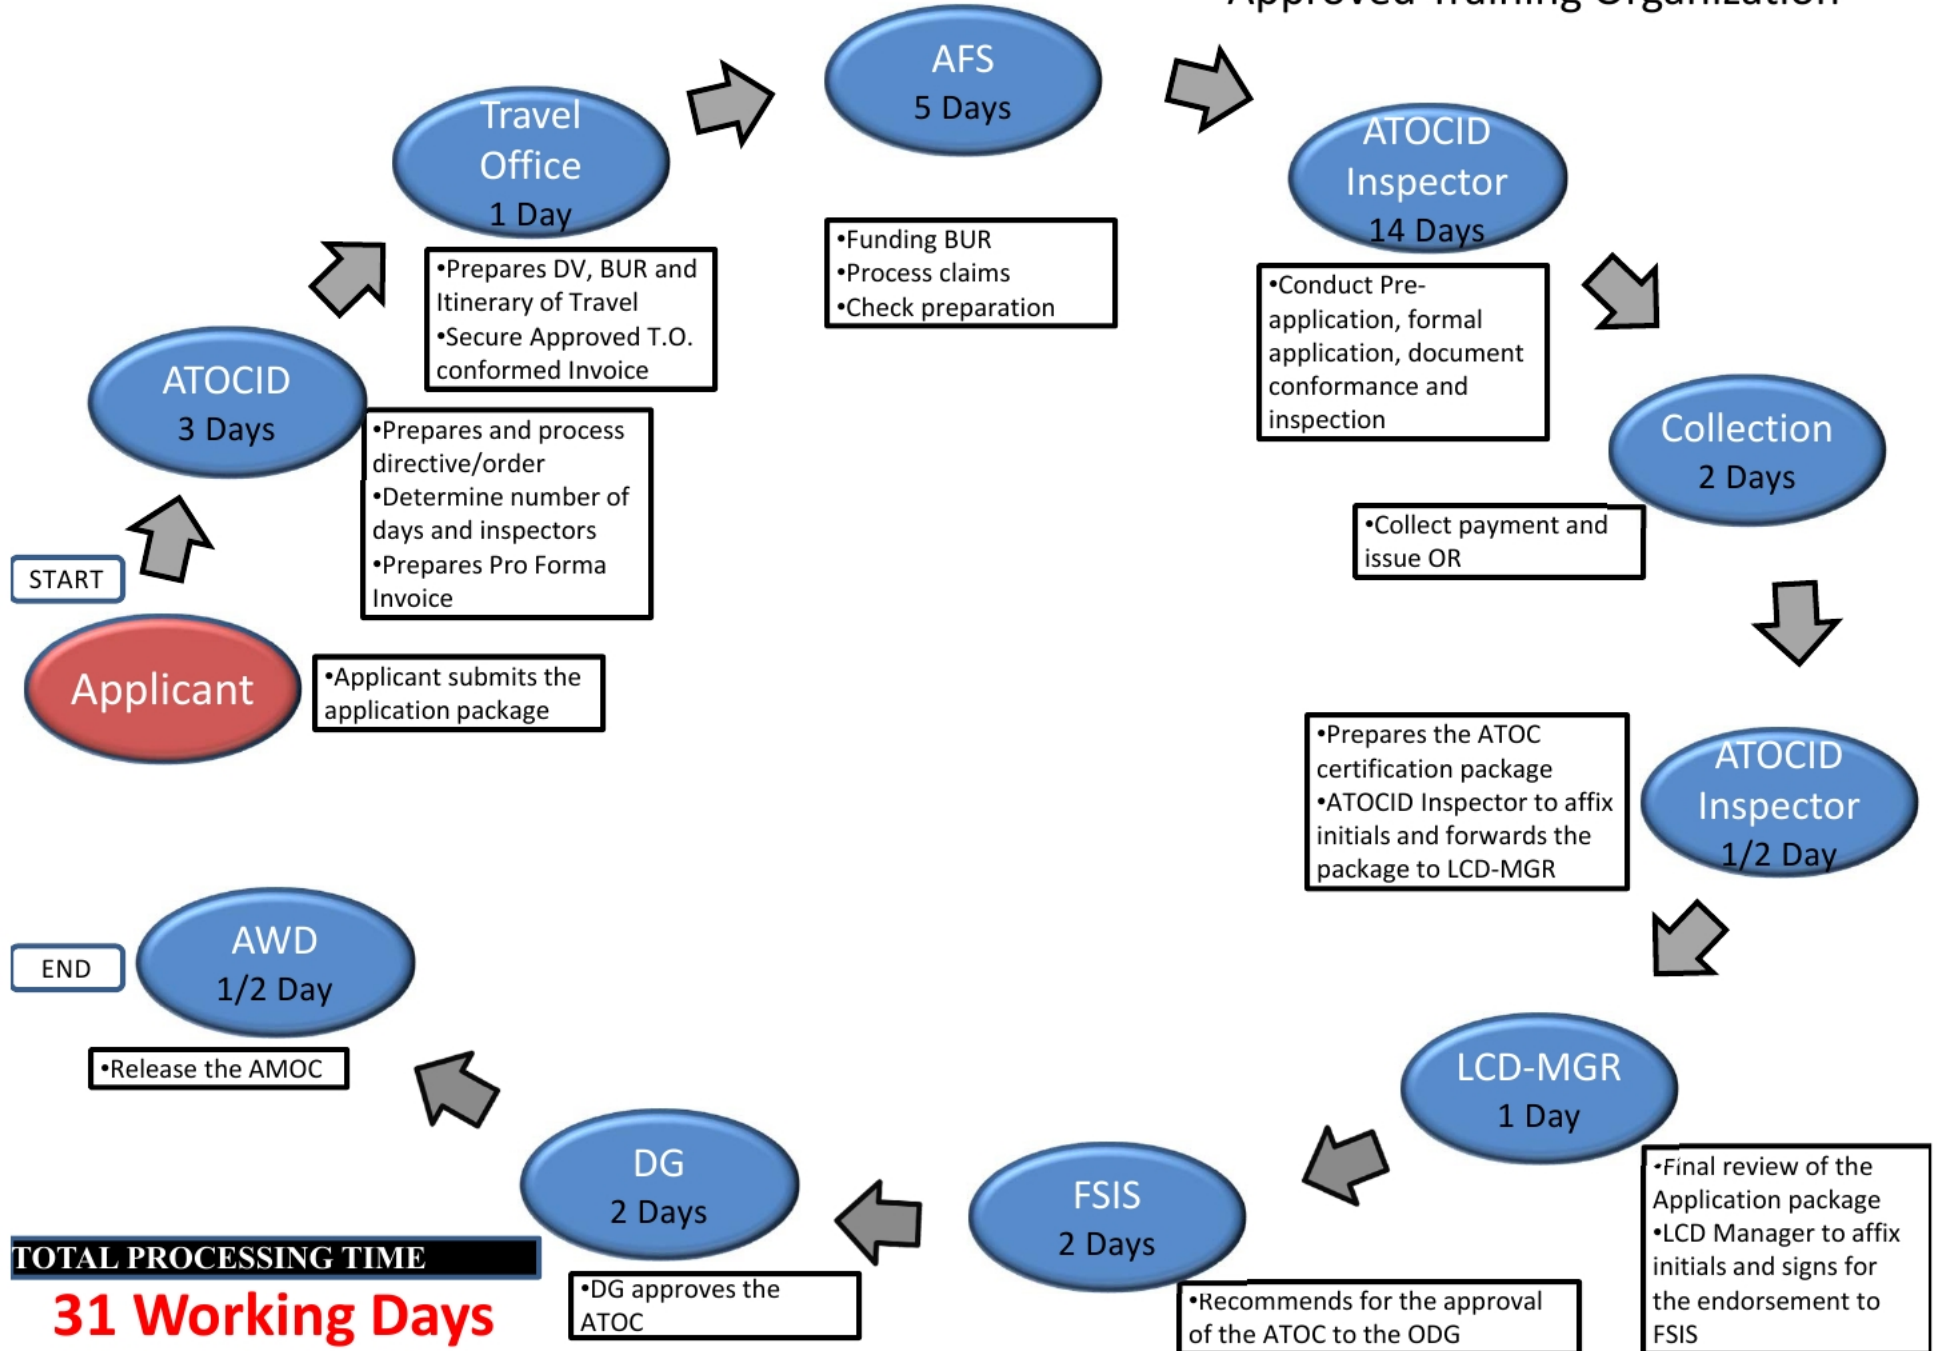 Approved Training Organization
START
Applicant
•Applicant submits the
application package
ATOCID
3 Days
•Prepares and process
directive/order
•Determine number of
days and inspectors
•Prepares Pro Forma
Invoice
Travel
Office
1 Day
•Prepares DV, BUR and
Itinerary of Travel
•Secure Approved T.O.
conformed Invoice
AFS
5 Days
•Funding BUR
•Process claims
•Check preparation
ATOCID
Inspector
14 Days
•Conduct Pre-
application, formal
application, document
conformance and
inspection
Collection
2 Days
•Collect payment and
issue OR
ATOCID
Inspector
1/2 Day
•Prepares the ATOC
certification package
•ATOCID Inspector to affix
initials and forwards the
package to LCD-MGR
LCD-MGR
1 Day
•Final review of the
Application package
•LCD Manager to affix
initials and signs for
the endorsement to
FSIS
FSIS
2 Days
•Recommends for the approval
of the ATOC to the ODG
DG
2 Days
•DG approves the
ATOC
AWD
1/2 Day
•Release the AMOC
END
TOTAL PROCESSING TIME
31 Working Days